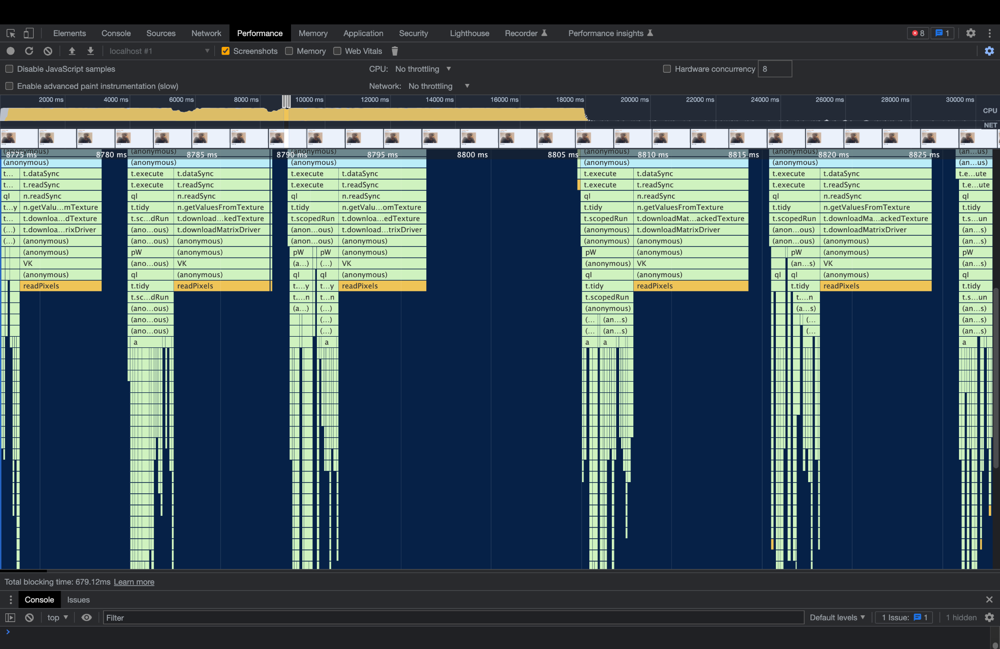 Elements Console Sources Network Performance Memory Application Security Lighthouse Recorder Performance insights 8 1
localhost #1 Screenshots Memory Web Vitals
Disable JavaScript samples CPU: No throttling Hardware concurrency 8
Enable advanced paint instrumentation (slow) Network: No throttling
2000 ms 4000 ms 6000 ms 8000 ms 10000 ms 12000 ms 14000 ms 16000 ms 18000 ms 20000 ms 22000 ms 24000 ms 26000 ms 28000 ms 30000 ms
CPU
NET
(anonymous) (anonymous) (anonymous) (anonymous) (anonymous) (an...us)
8775 ms 8780 ms 8785 ms 8790 ms 8795 ms 8800 ms 8805 ms 8810 ms 8815 ms 8820 ms 8825 ms
(anonymous) (anonymous) (anonymous) (anonymous) (anonymous) (an...us)
t... t.dataSync t.execute t.dataSync t.execute t.dataSync t.execute t.dataSync t.execute t.dataSync t.e...ute
t... t.readSync t.execute t.readSync t.execute t.readSync t.execute t.readSync t.execute t.readSync t.e...ute
ql n.readSync ql n.readSync ql n.readSync ql n.readSync ql n.readSync ql
t...y n.getValu...mTexture t.tidy n.getValuesFromTexture t.tidy n.getValu...omTexture t.tidy n.getValuesFromTexture t.tidy n.getValuesFromTexture t.tidy
t... t.downloa...dTexture t.sc...dRun t.download...kedTexture t.scopedRun t.downloa...edTexture t.scopedRun t.downloadMat...ackedTexture t.scopedRun t.downloadMa...ackedTexture t.s...un
(...) t.downloa...rixDriver (ano...ous) t.downloadMatrixDriver (anon...ous) t.download...trixDriver (anonymous) t.downloadMatrixDriver (anon...ous) t.downloadMatrixDriver (an...s)
(...) (anonymous) (ano...ous) (anonymous) (anon...ous) (anonymous) (anonymous) (anonymous) (anon...ous) (anonymous) (an...s)
(anonymous) pW (anonymous) pW pW (anonymous) pW (anonymous) pW (anonymous) pW
VK (ano...ous) VK (a...) (...) VK (anonymous) VK (an...s) VK (an...s)
(anonymous) ql (anonymous) ql ql (anonymous) ql (anonymous) ql ql (anonymous) ql
readPixels t.tidy readPixels t...y t...y readPixels t.tidy readPixels t.tidy readPixels t.tidy
t.sc...dRun t...n t...n t.scopedRun t...n t.s...un
(ano...ous) (a...) (...) (anonymous) (a...s) (an...s)
(ano...ous) (...) (... (an...s) (... (an...s)
(ano...ous) (...) (... (an...s) (... (an...s)
a a a a a
Total blocking time: 679.12ms Learn more
Console Issues
top Filter Default levels 1 Issue: 1 1 hidden